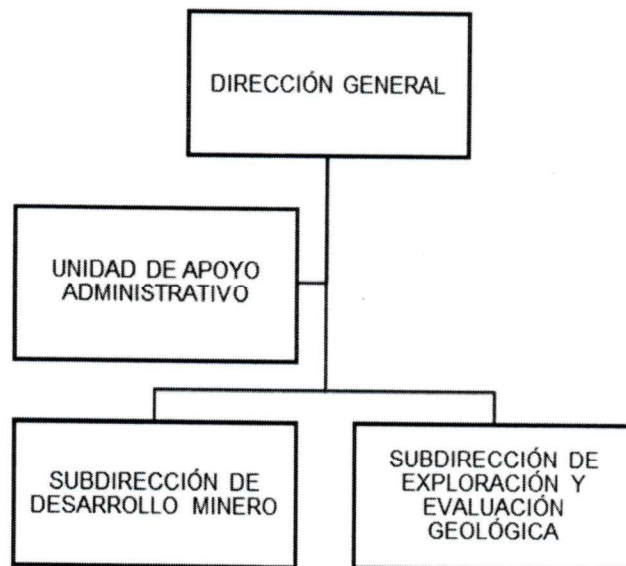 DIRECCIÓN GENERAL
UNIDAD DE APOYO
ADMINISTRATIVO
SUBDIRECCIÓN DE
DESARROLLO MINERO
SUBDIRECCIÓN DE
EXPLORACIÓN Y
EVALUACIÓN
GEOLÓGICA